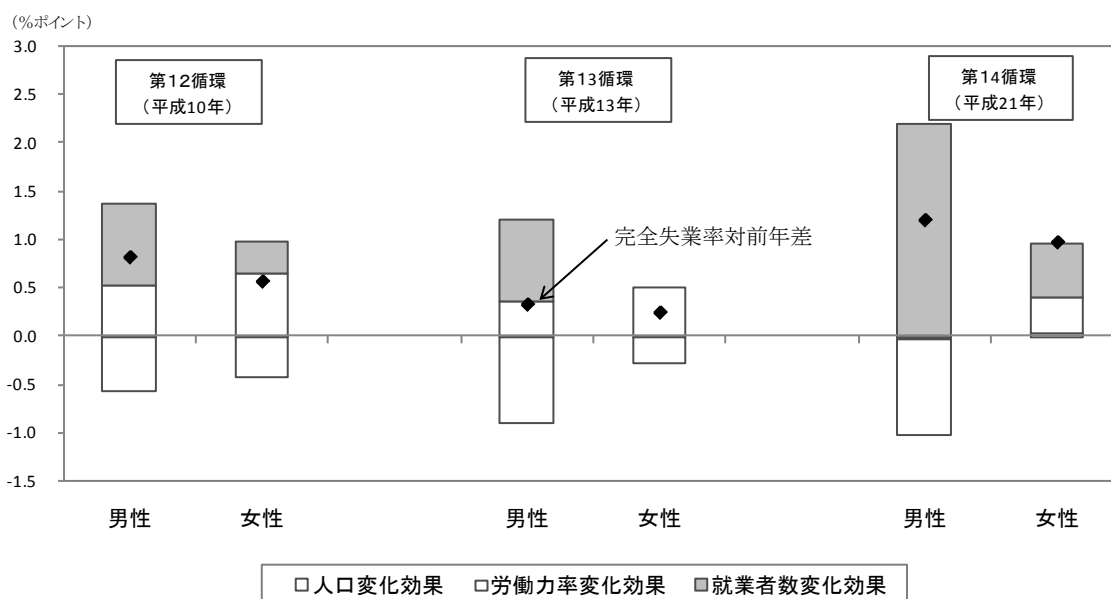 （%ポイント）
3.0
2.5
2.0
1.5
1.0
0.5
0.0
-0.5
-1.0
-1.5
第12循環
（平成10年）
第13循環
（平成13年）
第14循環
（平成21年）
完全失業率対前年差
男性 女性 男性 女性 男性 女性
人口変化効果 労働力率変化効果 就業者数変化効果